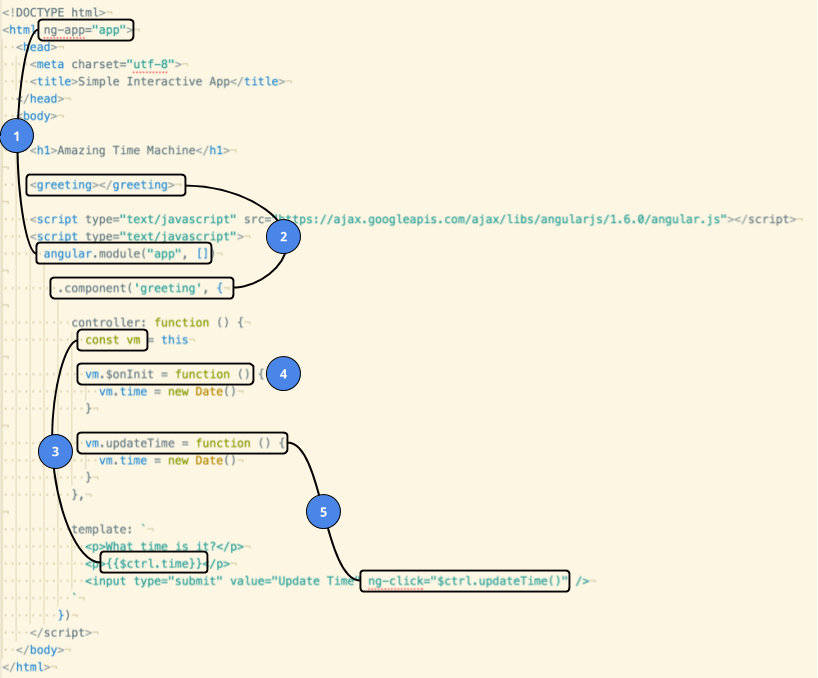 <!DOCTYPE html>
<html ng-app="app">
<head>
<meta charset="utf-8">
<title>Simple Interactive App</title>
</head>
<body>
1
<h1>Amazing Time Machine</h1>
<greeting></greeting>
<script type="text/javascript" src="https://ajax.googleapis.com/ajax/libs/angularjs/1.6.0/angular.js"></script>
<script type="text/javascript">
2
angular.module("app", [])
.component('greeting', {
controller: function () {
const vm = this
vm.$onInit = function () {
4
vm.time = new Date()
}
vm.updateTime = function () {
3
vm.time = new Date()
}
},
5
template: `
<p>What time is it?</p>
<p>{{$ctrl.time}}</p>
<input type="submit" value="Update Time" ng-click="$ctrl.updateTime()" />
`
})
</script>
</body>
</html>